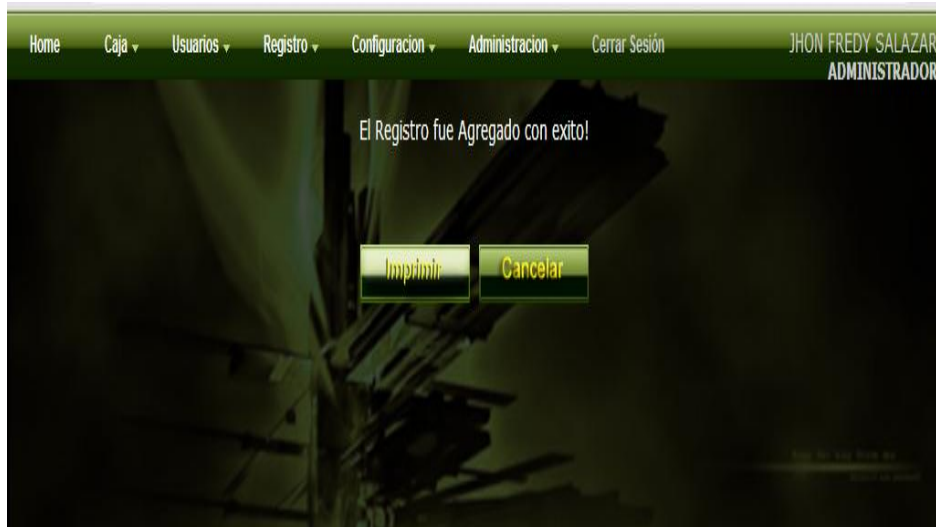 Home Caja Usuarios Registro Configuracion Administracion Cerrar Sesión JHON FREDY SALAZAR
ADMINISTRADOR
El Registro fue Agregado con exito!
Imprimir Cancelar